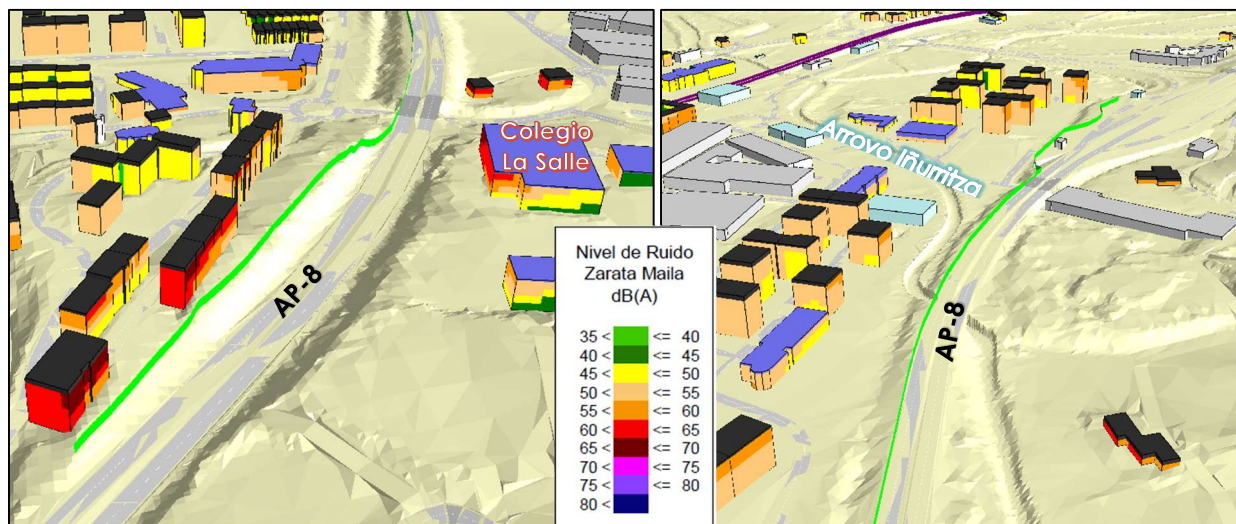 Colegio
La Salle
AP-8
Arroyo Iñurritza
AP-8
Nivel de Ruido
Zarata Maila
dB(A)
35 < <= 40
40 < <= 45
45 < <= 50
50 < <= 55
55 < <= 60
60 < <= 65
65 < <= 70
70 < <= 75
75 < <= 80
80 <